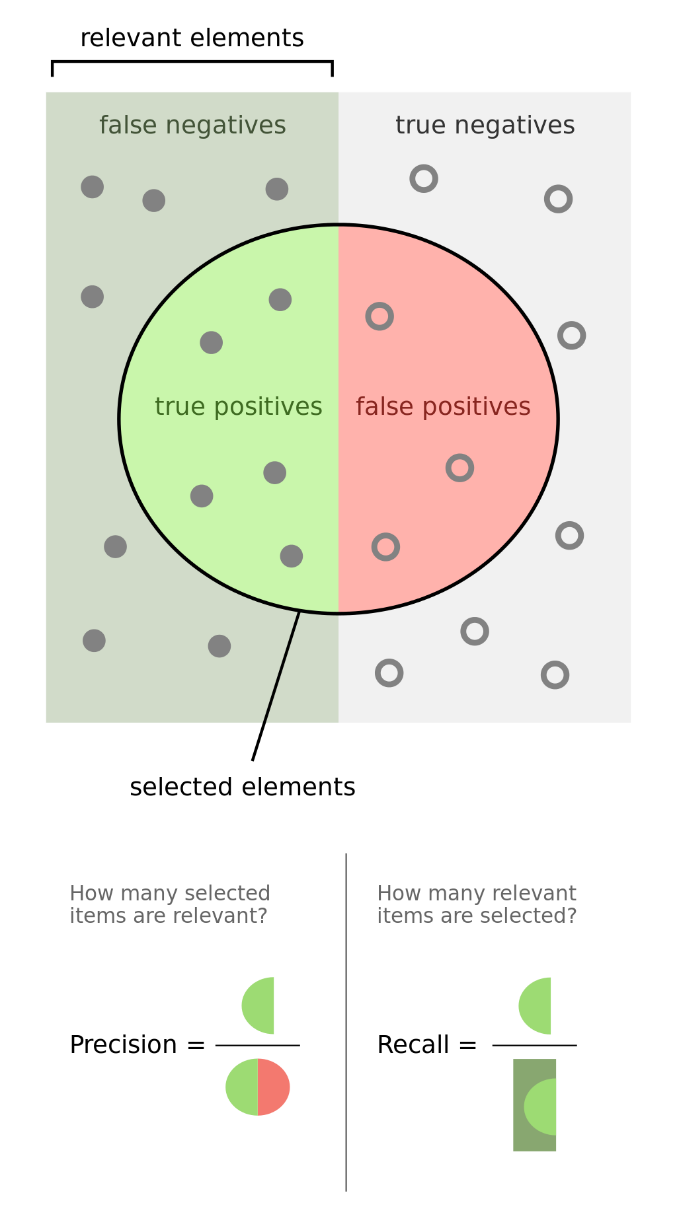 relevant elements
false negatives
true negatives
true positives
false positives
selected elements
How many selected
items are relevant?
How many relevant
items are selected?
Precision =
Recall =